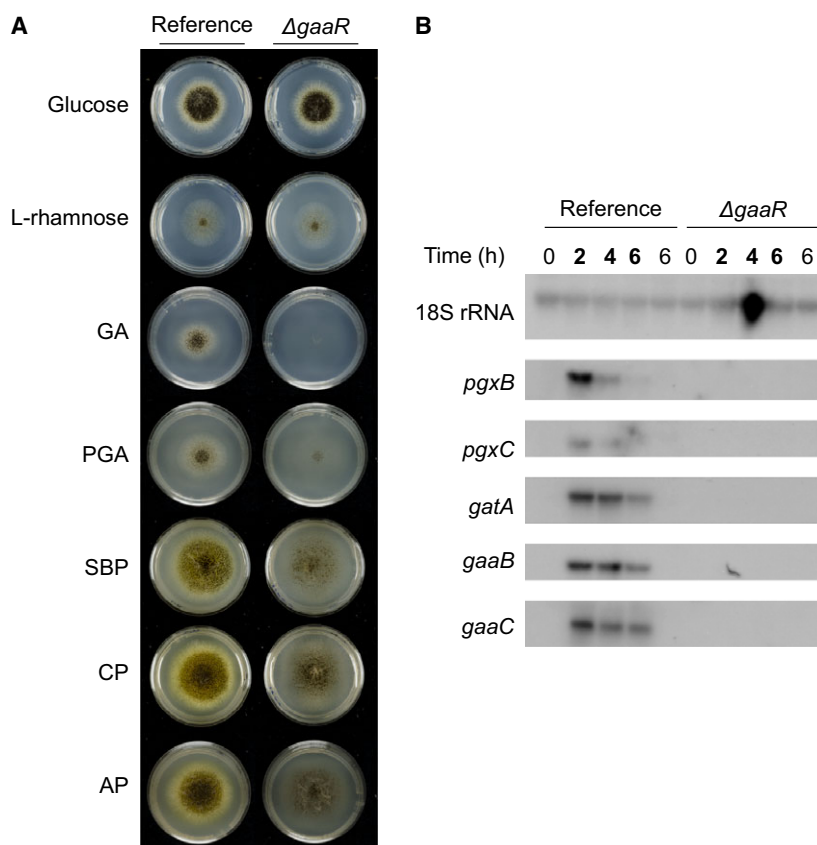 A
Reference ΔgaaR
Glucose
L-rhamnose
GA
PGA
SBP
CP
AP
B
Reference ΔgaaR
Time (h) 0 2 4 6 6 0 2 4 6 6
18S rRNA
pgxB
pgxC
gatA
gaaB
gaaC